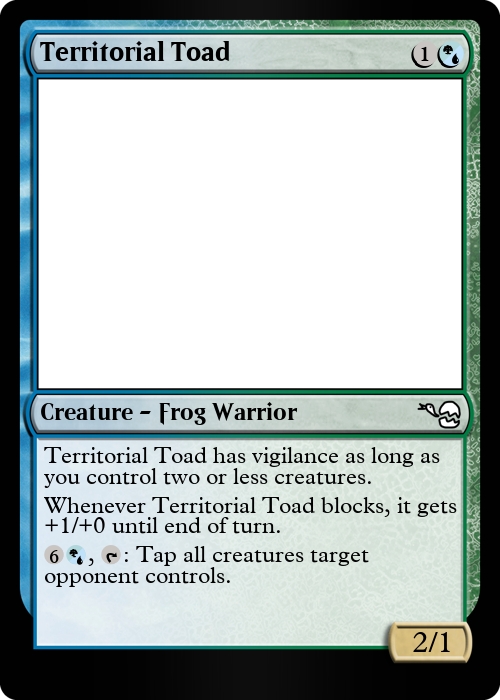 Territorial Toad 1
Creature – Frog Warrior
Territorial Toad has vigilance as long as
you control two or less creatures.
Whenever Territorial Toad blocks, it gets
+1/+0 until end of turn.
6 , : Tap all creatures target
opponent controls.
2/1